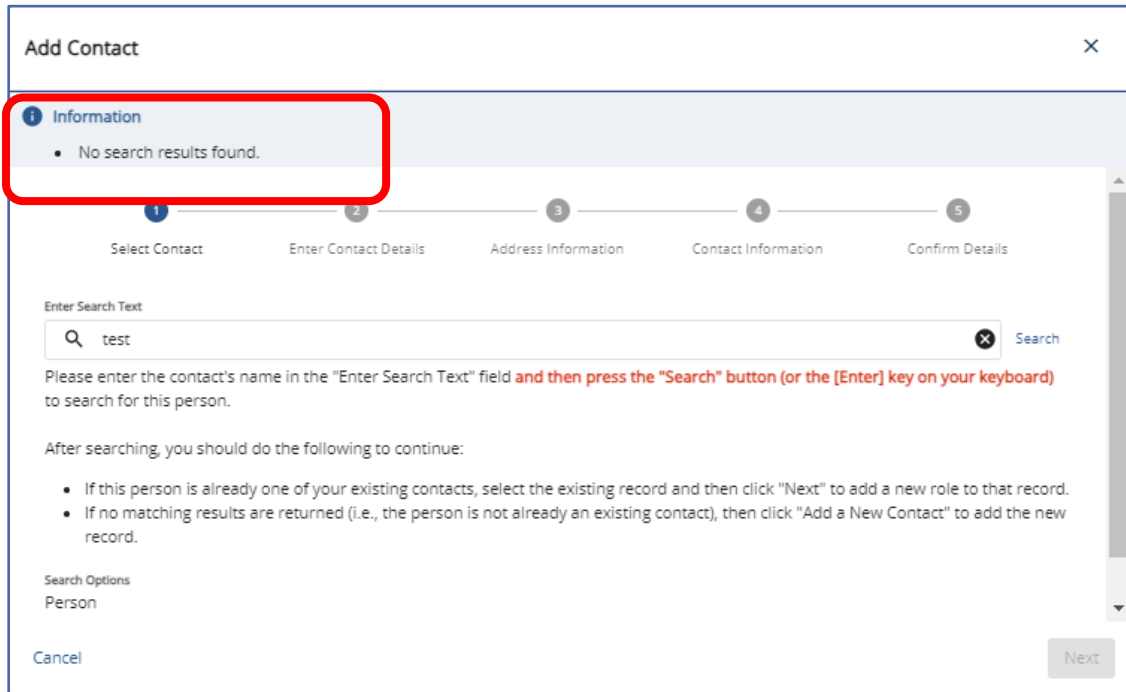 Add Contact
Information
• No search results found.
1 2 3 4 5
Select Contact Enter Contact Details Address Information Contact Information Confirm Details
Enter Search Text
test Search
Please enter the contact's name in the "Enter Search Text" field and then press the "Search" button (or the [Enter] key on your keyboard)
to search for this person.
After searching, you should do the following to continue:
• If this person is already one of your existing contacts, select the existing record and then click "Next" to add a new role to that record.
• If no matching results are returned (i.e., the person is not already an existing contact), then click "Add a New Contact" to add the new
record.
Search Options
Person
Cancel Next